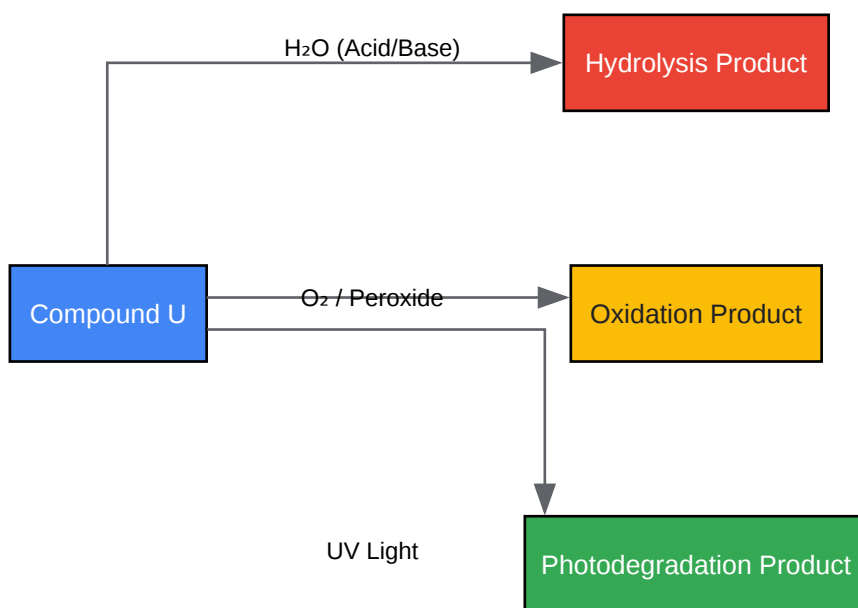 H₂O (Acid/Base)
Hydrolysis Product
Compound U
O₂ / Peroxide
Oxidation Product
UV Light
Photodegradation Product